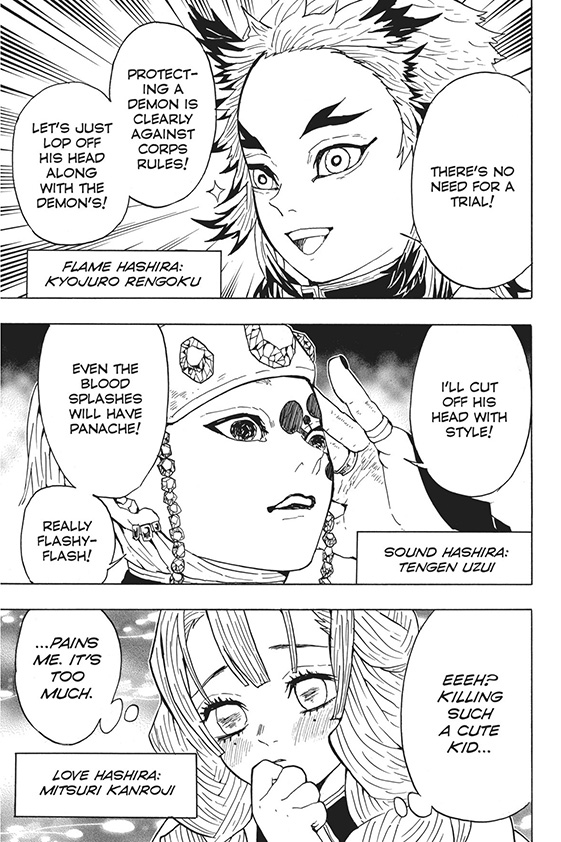 THERE'S NO
NEED FOR A
TRIAL!
PROTECT-
ING A
DEMON IS
CLEARLY
AGAINST
CORPS
RULES!
LET'S JUST
LOP OFF
HIS HEAD
ALONG
WITH THE
DEMON'S!
FLAME HASHIRA:
KYOJURO RENGOKU
I'LL CUT
OFF HIS
HEAD WITH
STYLE!
EVEN THE
BLOOD
SPLASHES
WILL HAVE
PANACHE!
REALLY
FLASHY-
FLASH!
SOUND HASHIRA:
TENGEN UZUI
EEEH?
KILLING
SUCH
A CUTE
KID...
...PAINS
ME. IT'S
TOO
MUCH.
LOVE HASHIRA:
MITSURI KANROJI